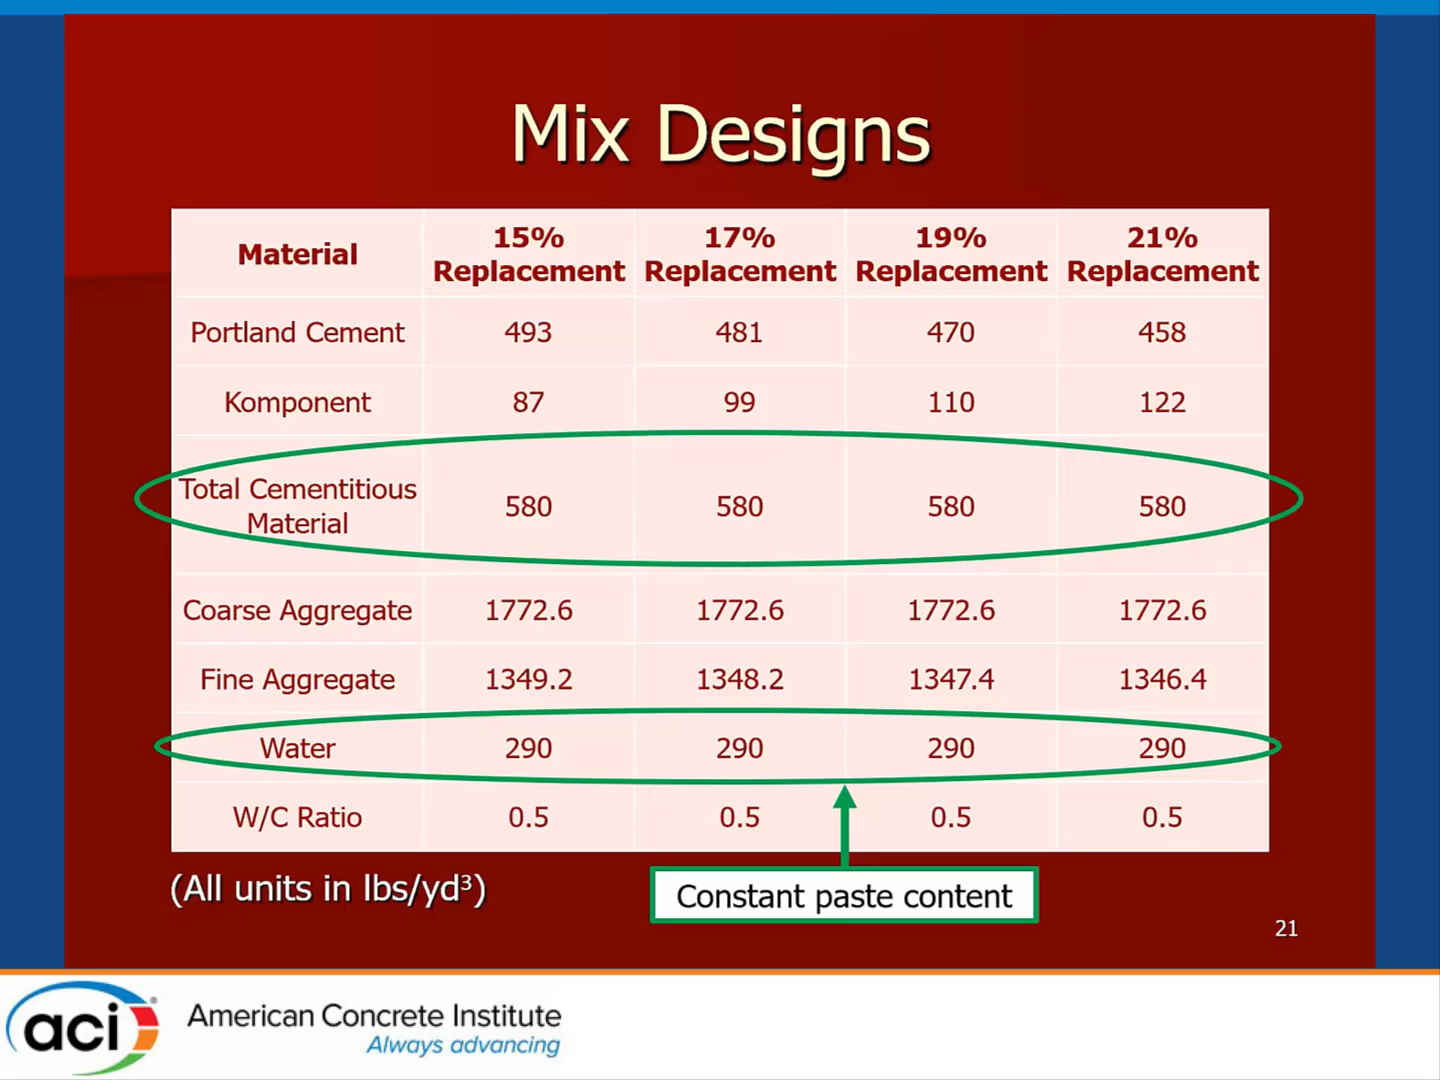 Mix Designs
Material 15% Replacement 17% Replacement 19% Replacement 21% Replacement
Portland Cement 493 481 470 458
Komponent 87 99 110 122
Total Cementitious Material 580 580 580 580
Coarse Aggregate 1772.6 1772.6 1772.6 1772.6
Fine Aggregate 1349.2 1348.2 1347.4 1346.4
Water 290 290 290 290
W/C Ratio 0.5 0.5 0.5 0.5
(All units in lbs/yd³)
Constant paste content
21
aci®
American Concrete Institute
Always advancing